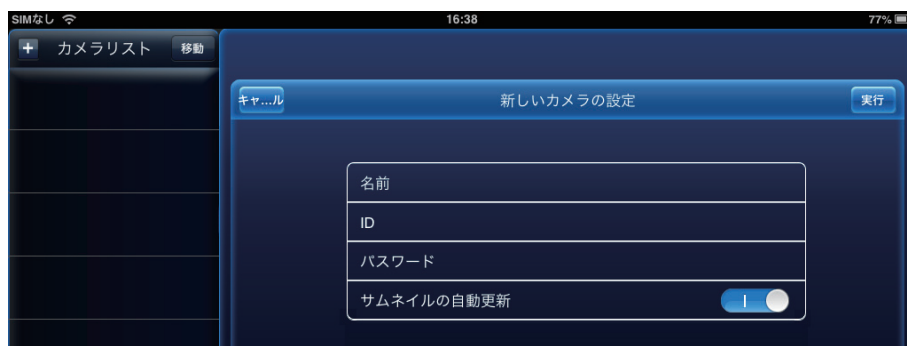 SIMなし 16:38 77%
+ カメラリスト 移動
キャ...ル 新しいカメラの設定 実行
名前
ID
パスワード
サムネイルの自動更新